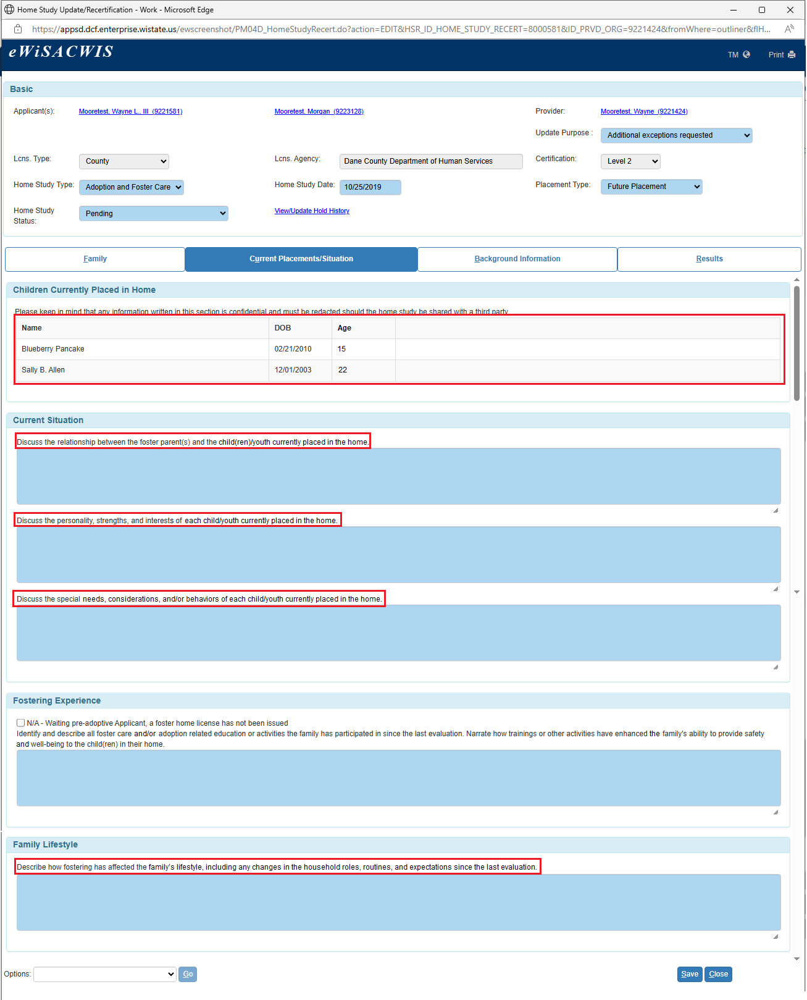 Home Study Update/Recertification - Work - Microsoft Edge
https://appsd.dcf.enterprise.wistate.us/ewscreenshot/PM04D_HomeStudyRecert.do?action=EDIT&HSR_ID_HOME_STUDY_RECERT=8000581&ID_PRVD_ORG=9221424&fromWhere=outliner&flH...
eWiSACWIS
TM Print
Basic
Applicant(s): Mooretest, Wayne L., III (9221581) Mooretest, Morgan (9223128) Provider: Mooretest, Wayne (9221424)
Update Purpose : Additional exceptions requested
Lcns. Type: County Lcns. Agency: Dane County Department of Human Services Certification: Level 2
Home Study Type: Adoption and Foster Care Home Study Date: 10/25/2019 Placement Type: Future Placement
Home Study Status: Pending View/Update Hold History
Family Current Placements/Situation Background Information Results
Children Currently Placed in Home
Please keep in mind that any information written in this section is confidential and must be redacted should the home study be shared with a third party
Name DOB Age
Blueberry Pancake 02/21/2010 15
Sally B. Allen 12/01/2003 22
Current Situation
Discuss the relationship between the foster parent(s) and the child(ren)/youth currently placed in the home.
Discuss the personality, strengths, and interests of each child/youth currently placed in the home.
Discuss the special needs, considerations, and/or behaviors of each child/youth currently placed in the home.
Fostering Experience
N/A - Waiting pre-adoptive Applicant, a foster home license has not been issued
Identify and describe all foster care and/or adoption related education or activities the family has participated in since the last evaluation. Narrate how trainings or other activities have enhanced the family's ability to provide safety
and well-being to the child(ren) in their home.
Family Lifestyle
Describe how fostering has affected the family's lifestyle, including any changes in the household roles, routines, and expectations since the last evaluation.
Options: Go Save Close